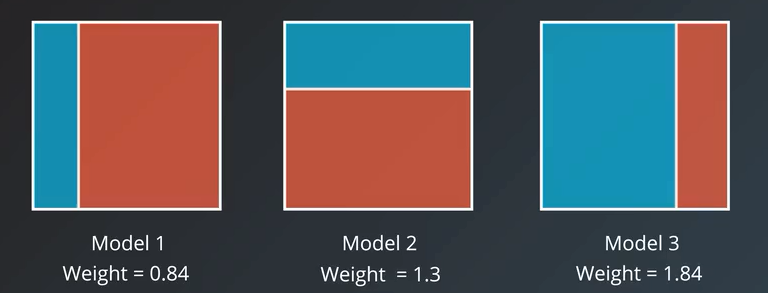 Model 1
Weight = 0.84
Model 2
Weight = 1.3
Model 3
Weight = 1.84